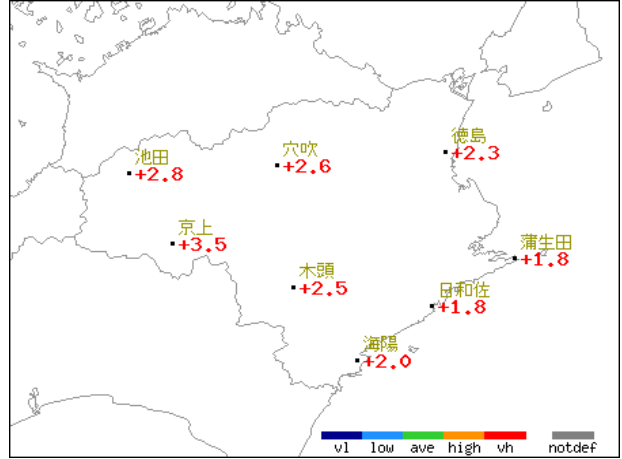 徳島
+2.3
池田
+2.8
穴吹
+2.6
京上
+3.5
蒲生田
+1.8
木頭
+2.5
日和佐
+1.8
海陽
+2.0
vl low ave high vh notdef